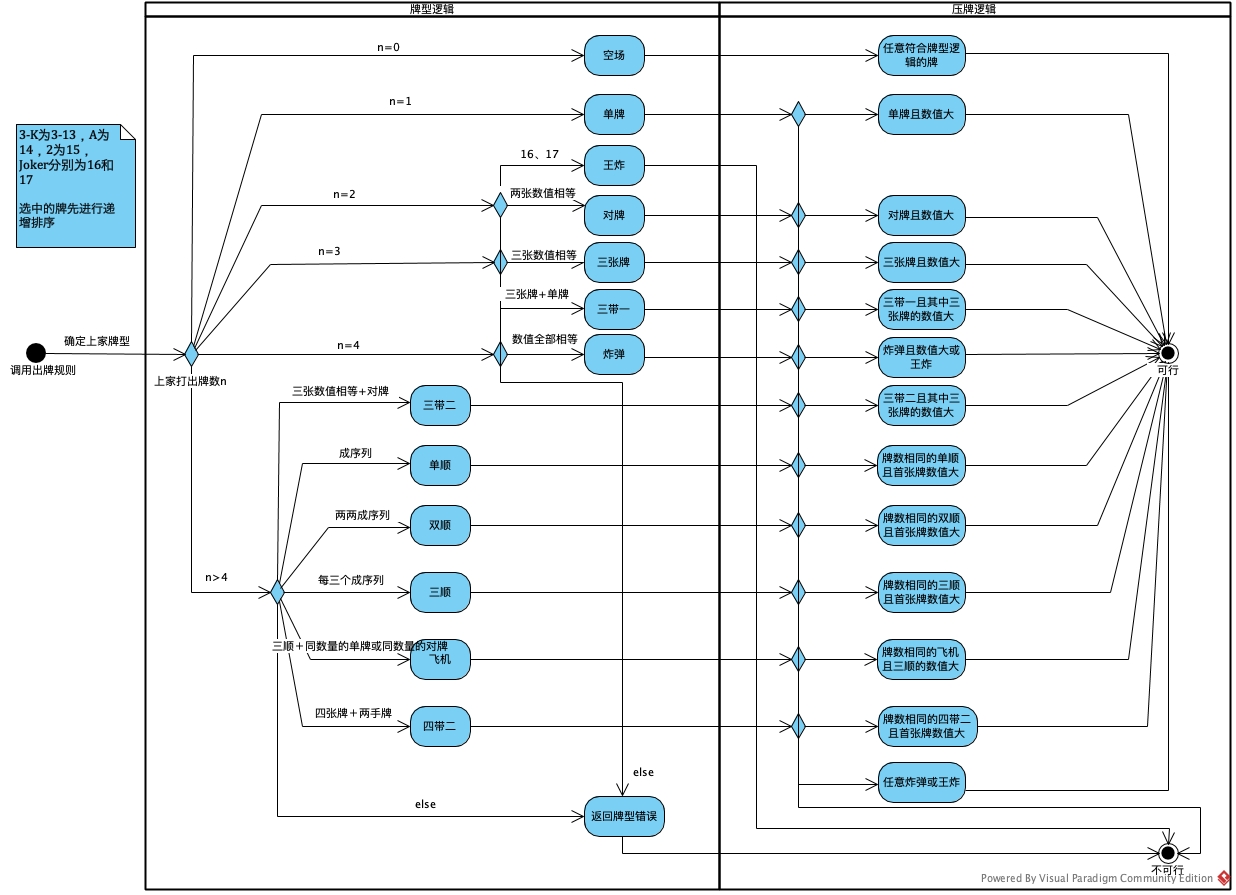 牌型逻辑
压牌逻辑
n=0
空场
任意符合牌型逻
辑的牌
n=1
单牌
单牌且数值大
3-K为3-13，A为
14，2为15，
Joker分别为16和
17
选中的牌先进行递
增排序
16、17
王炸
n=2
两张数值相等
对牌
对牌且数值大
n=3
三张数值相等
三张牌
三张牌且数值大
三张牌+单牌
三带一
三带一且其中三
张牌的数值大
确定上家牌型
调用出牌规则
上家打出牌数n
n=4
数值全部相等
炸弹
炸弹且数值大或
王炸
可行
三张数值相等+对牌
三带二
三带二且其中三
张牌的数值大
成序列
单顺
牌数相同的单顺
且首张牌数值大
两两成序列
双顺
牌数相同的双顺
且首张牌数值大
n>4
每三个成序列
三顺
牌数相同的三顺
且首张牌数值大
三顺＋同数量的单牌或同数量的对牌
飞机
牌数相同的飞机
且三顺的数值大
四张牌＋两手牌
四带二
牌数相同的四带二
且首张牌数值大
else
任意炸弹或王炸
else
返回牌型错误
不可行
Powered By Visual Paradigm Community Edition